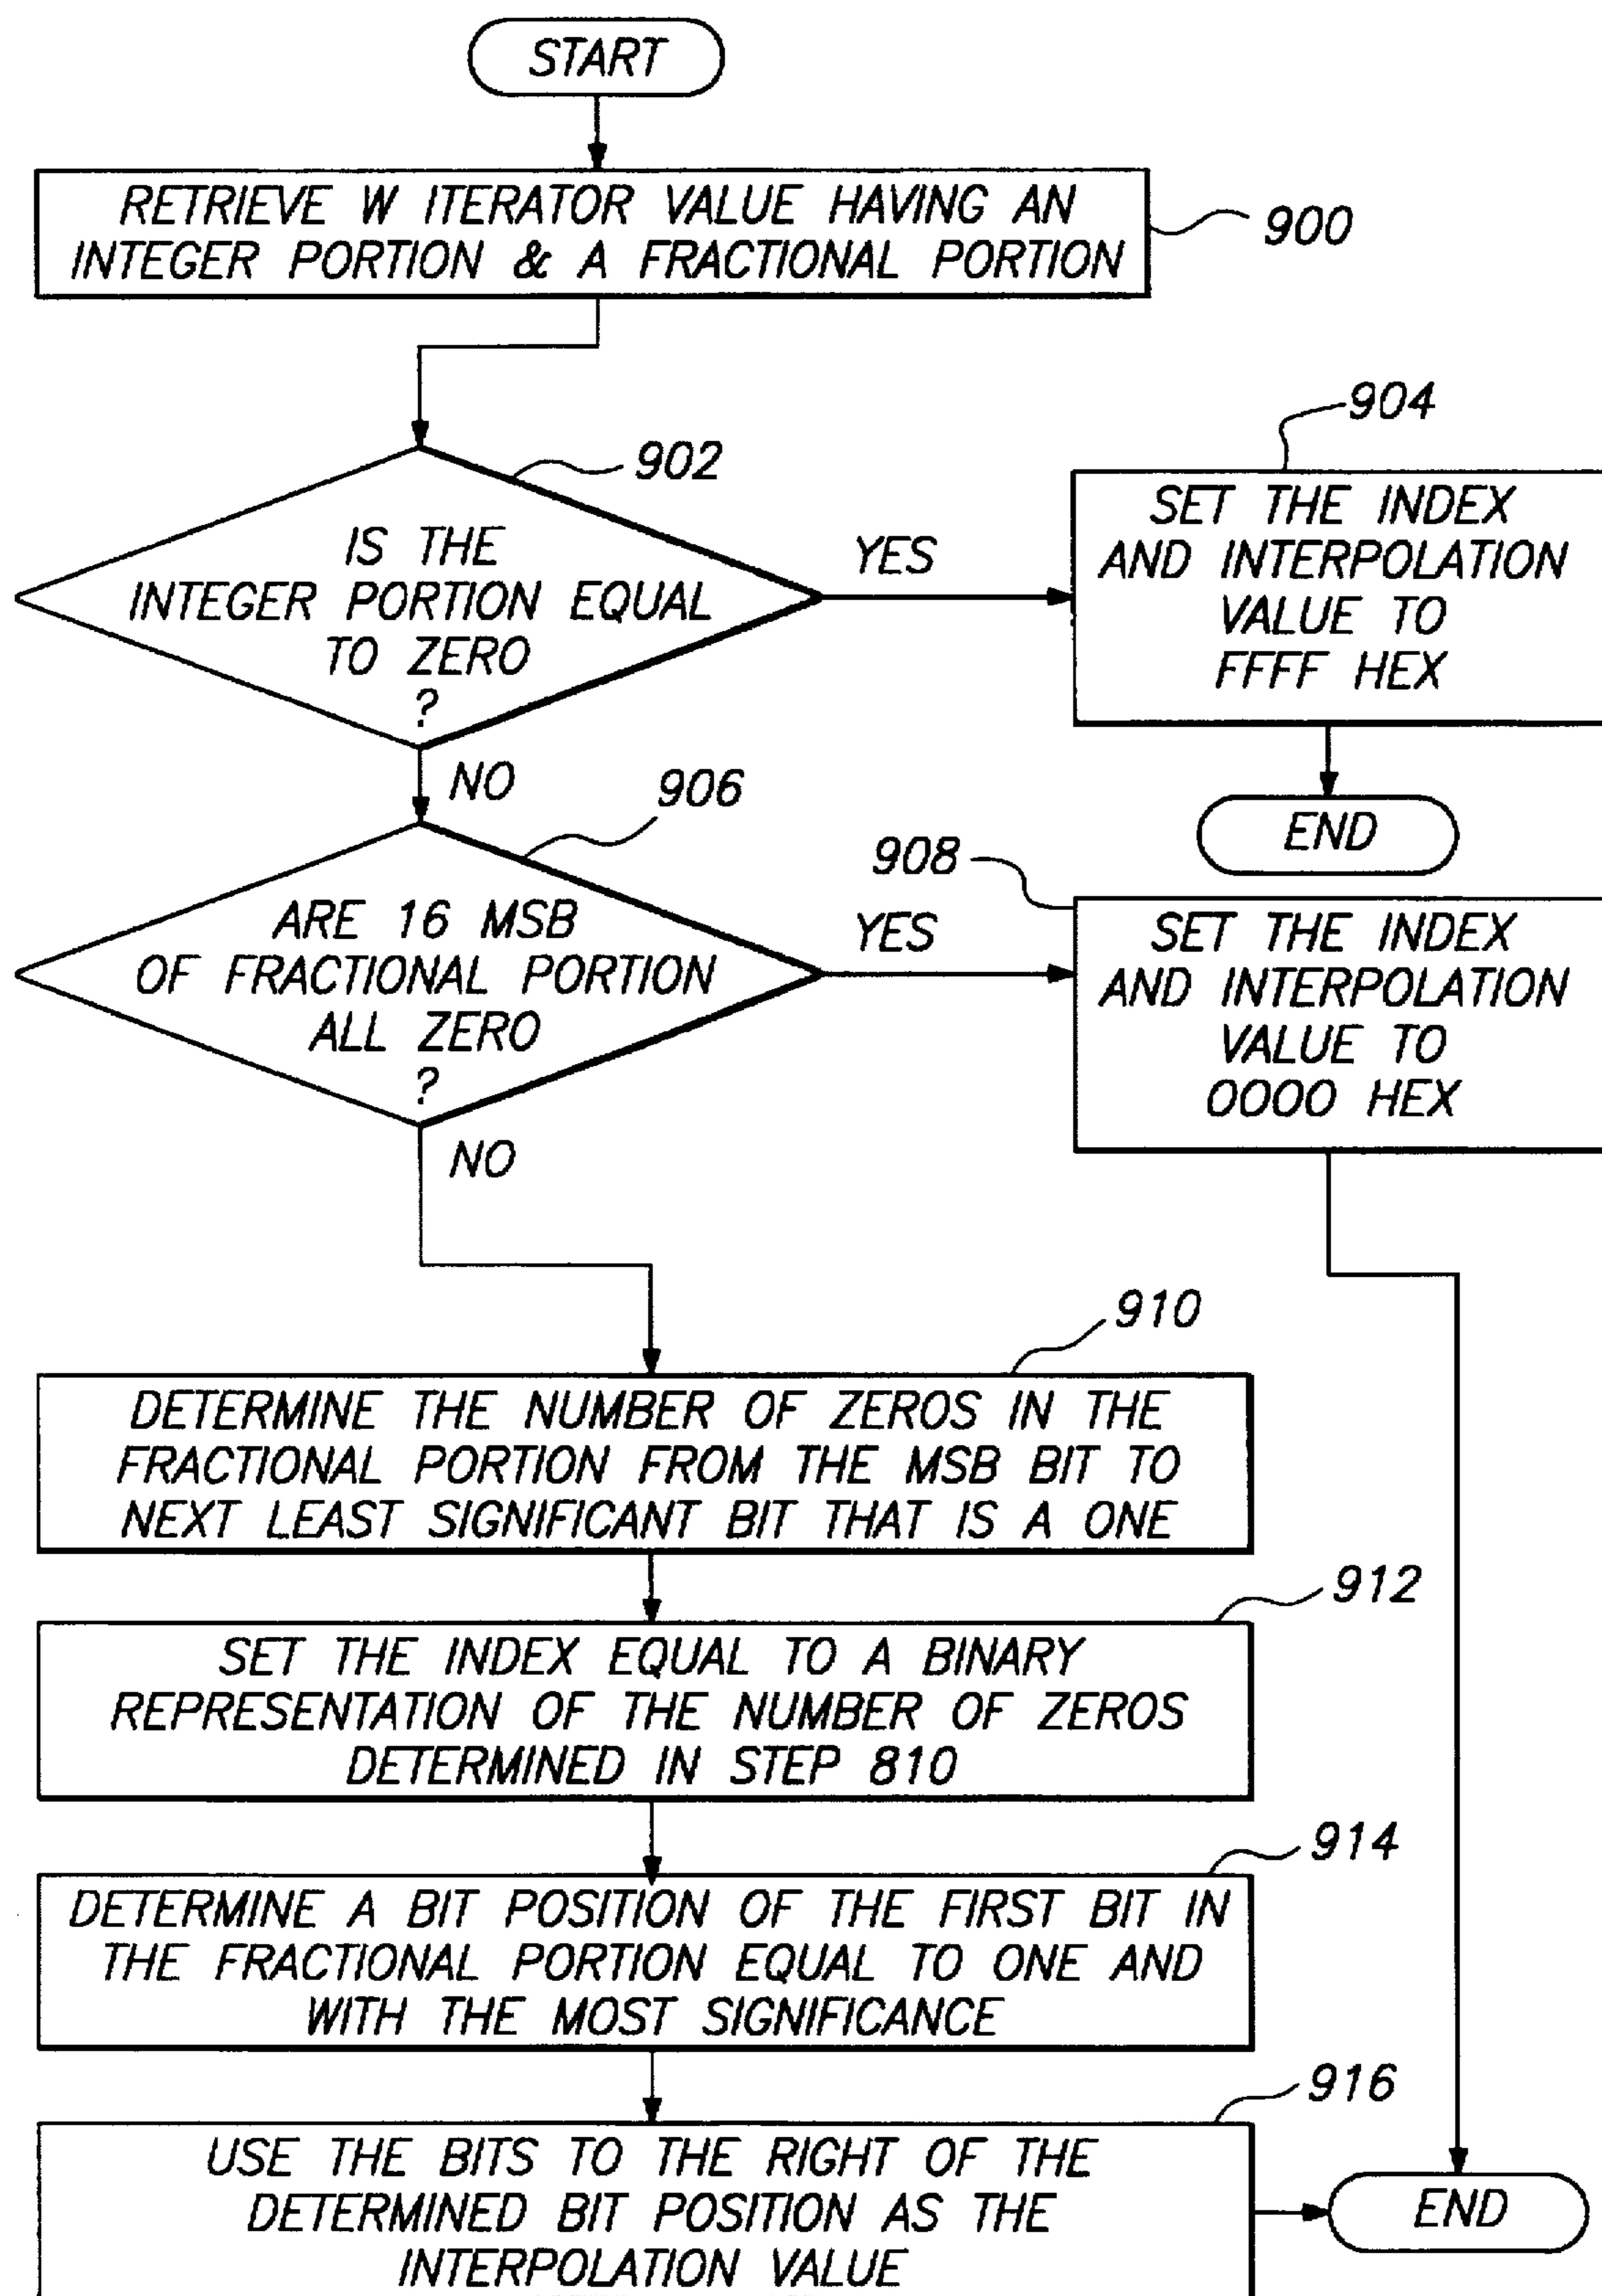 START
RETRIEVE W ITERATOR VALUE HAVING AN
INTEGER PORTION & A FRACTIONAL PORTION
900
902
IS THE
INTEGER PORTION EQUAL
TO ZERO
?
YES
904
SET THE INDEX
AND INTERPOLATION
VALUE TO
FFFF HEX
END
NO
906
ARE 16 MSB
OF FRACTIONAL PORTION
ALL ZERO
?
YES
908
SET THE INDEX
AND INTERPOLATION
VALUE TO
0000 HEX
NO
910
DETERMINE THE NUMBER OF ZEROS IN THE
FRACTIONAL PORTION FROM THE MSB BIT TO
NEXT LEAST SIGNIFICANT BIT THAT IS A ONE
912
SET THE INDEX EQUAL TO A BINARY
REPRESENTATION OF THE NUMBER OF ZEROS
DETERMINED IN STEP 810
914
DETERMINE A BIT POSITION OF THE FIRST BIT IN
THE FRACTIONAL PORTION EQUAL TO ONE AND
WITH THE MOST SIGNIFICANCE
916
USE THE BITS TO THE RIGHT OF THE
DETERMINED BIT POSITION AS THE
INTERPOLATION VALUE
END